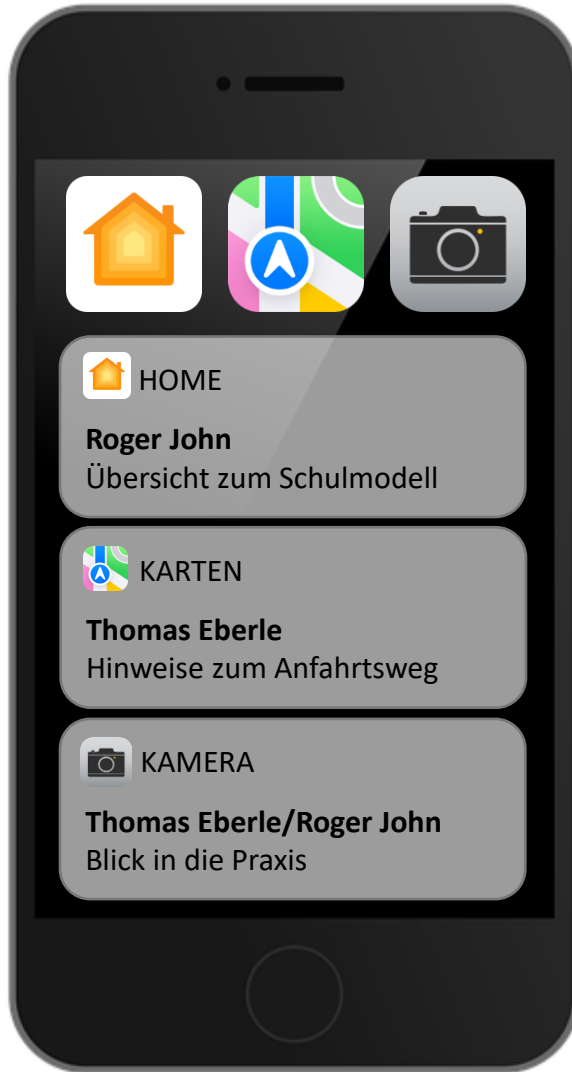 HOME
Roger John
Übersicht zum Schulmodell
KARTEN
Thomas Eberle
Hinweise zum Anfahrtsweg
KAMERA
Thomas Eberle/Roger John
Blick in die Praxis